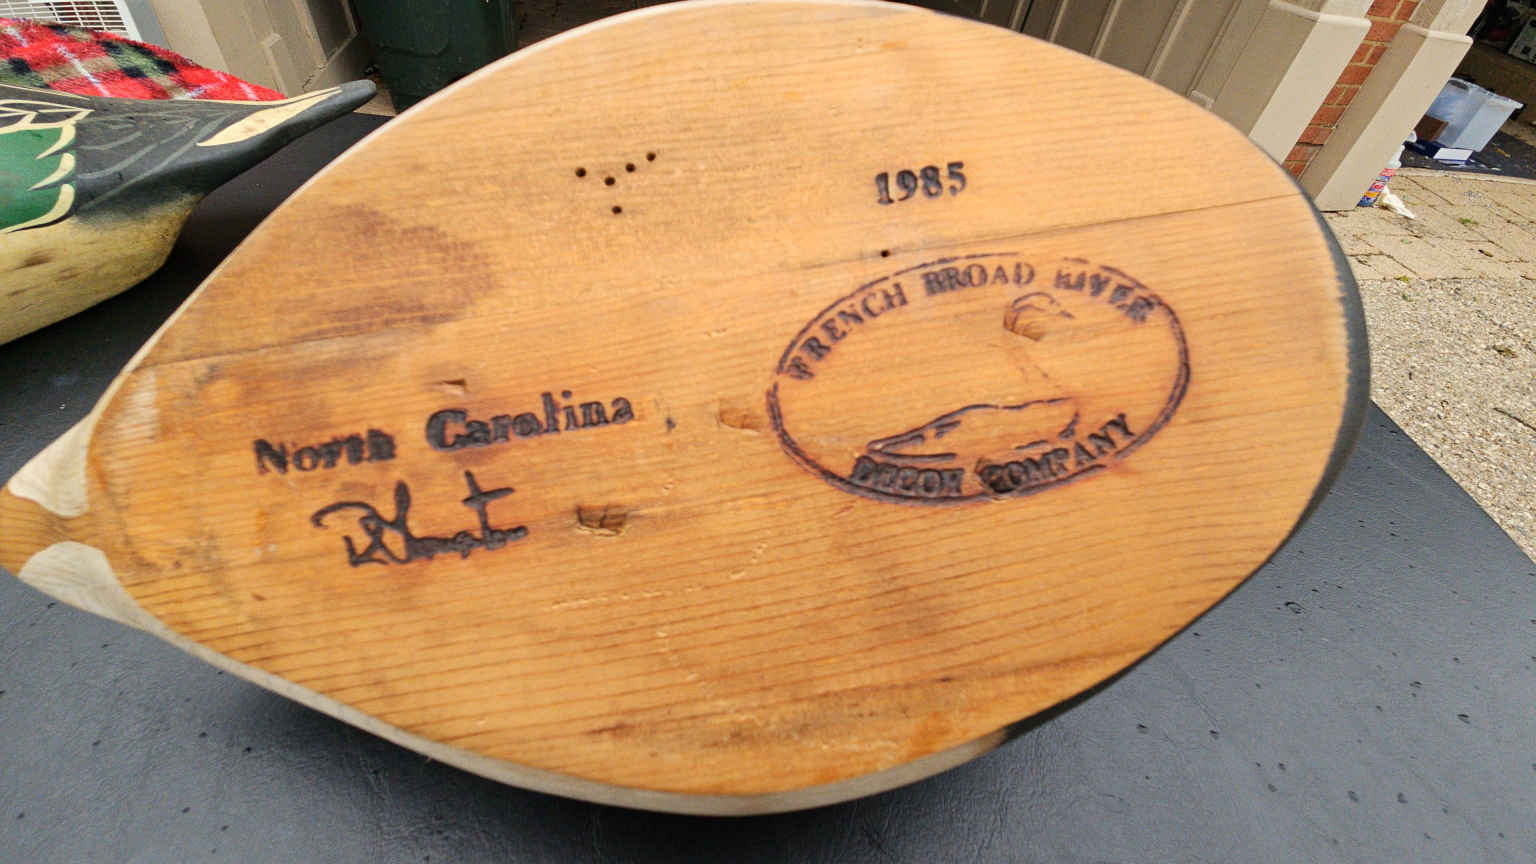 1985
FRENCH BROAD RIVER
DECOY COMPANY
North Carolina